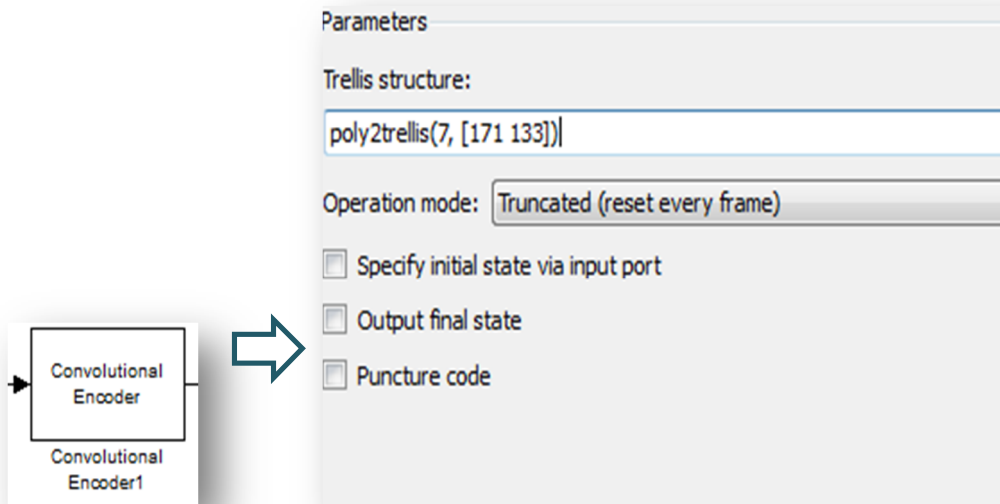 Parameters
Trellis structure:
poly2trellis(7, [171 133])
Operation mode: Truncated (reset every frame)
Specify initial state via input port
Output final state
Puncture code
Convolutional
Encoder
Convolutional
Encoder1